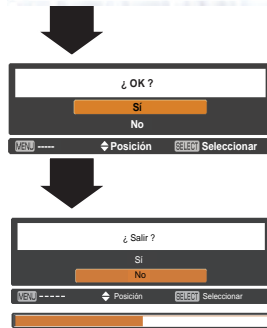 ¿ OK ?
Sí
No
MENU ----- Posición SELECT Seleccionar
¿ Salir ?
Sí
No
MENU ----- Posición SELECT Seleccionar